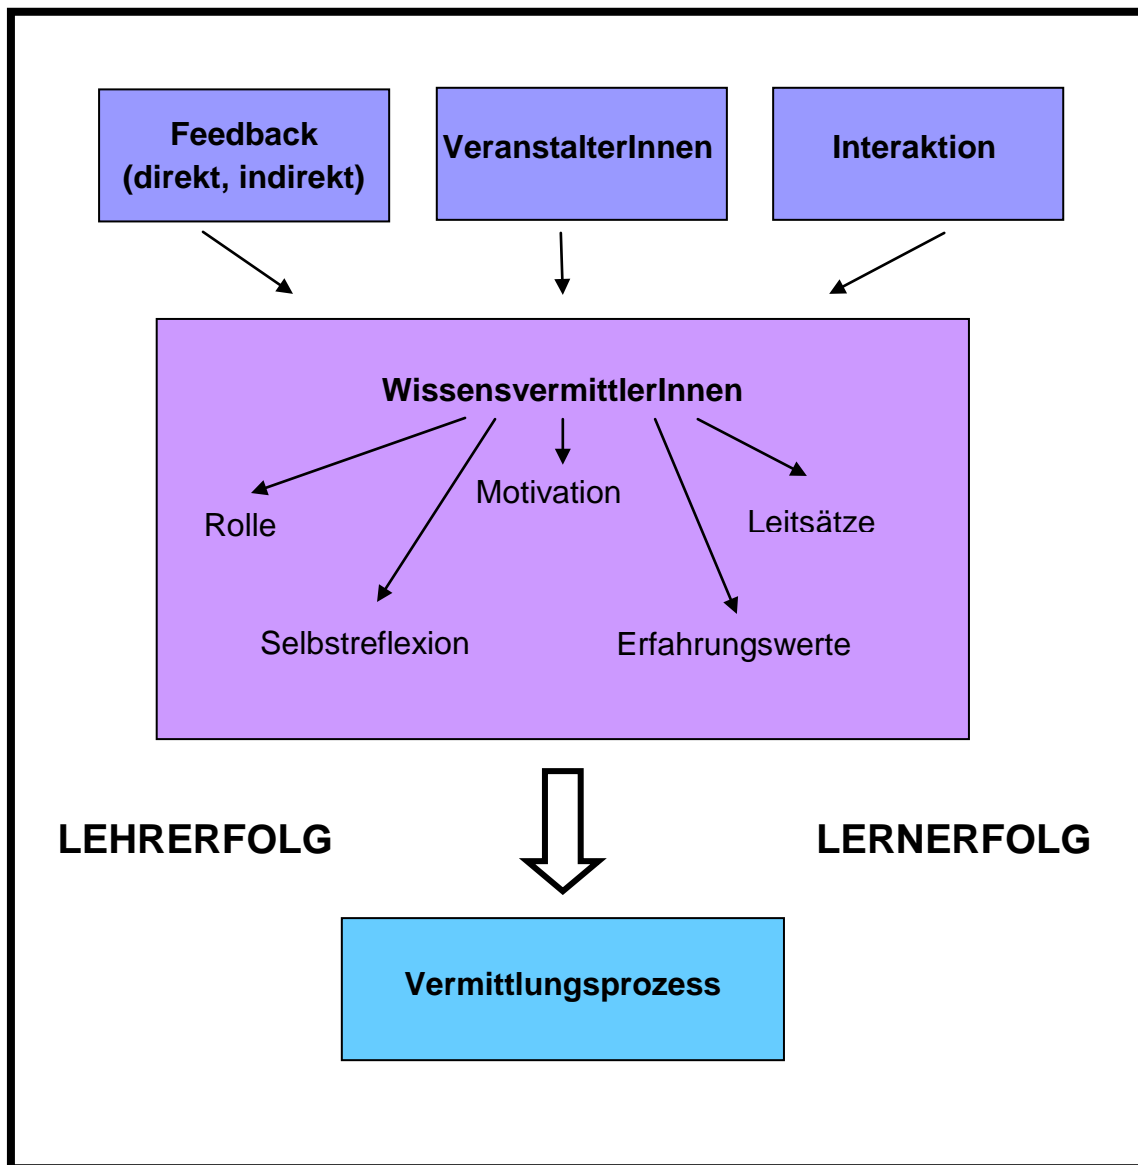 Feedback
(direkt, indirekt)
VeranstalterInnen
Interaktion
WissensvermittlerInnen
Motivation
Rolle
Leitsätze
Selbstreflexion
Erfahrungswerte
LEHRERFOLG
LERNERFOLG
Vermittlungsprozess